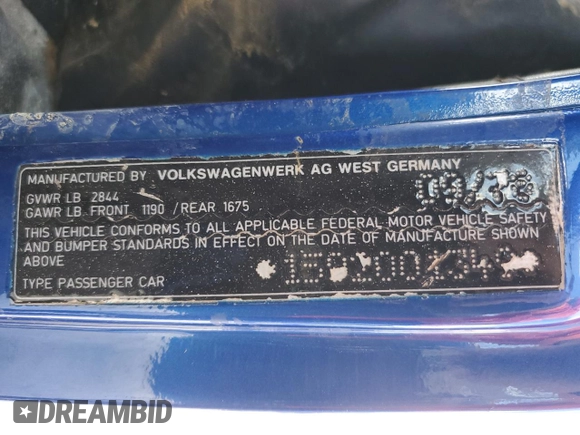 MANUFACTURED BY VOLKSWAGENWERK AG WEST GERMANY
GVWR LB 2844
GAWR LB FRONT 1190 /REAR 1675
THIS VEHICLE CONFORMS TO ALL APPLICABLE FEDERAL MOTOR VEHICLE SAFETY
AND BUMPER STANDARDS IN EFFECT ON THE DATE OF MANUFACTURE SHOWN
ABOVE
TYPE PASSENGER CAR
DREAMBID